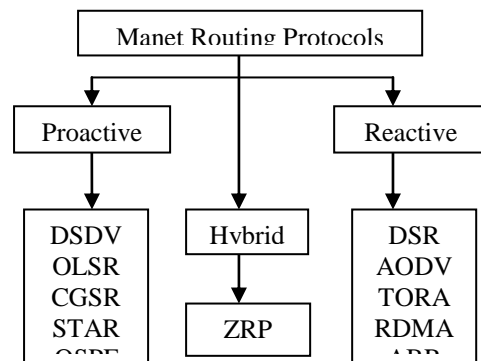 Manet Routing Protocols
Proactive
Reactive
DSDV
OLSR
CGSR
STAR
Hybrid
ZRP
DSR
AODV
TORA
RDMA